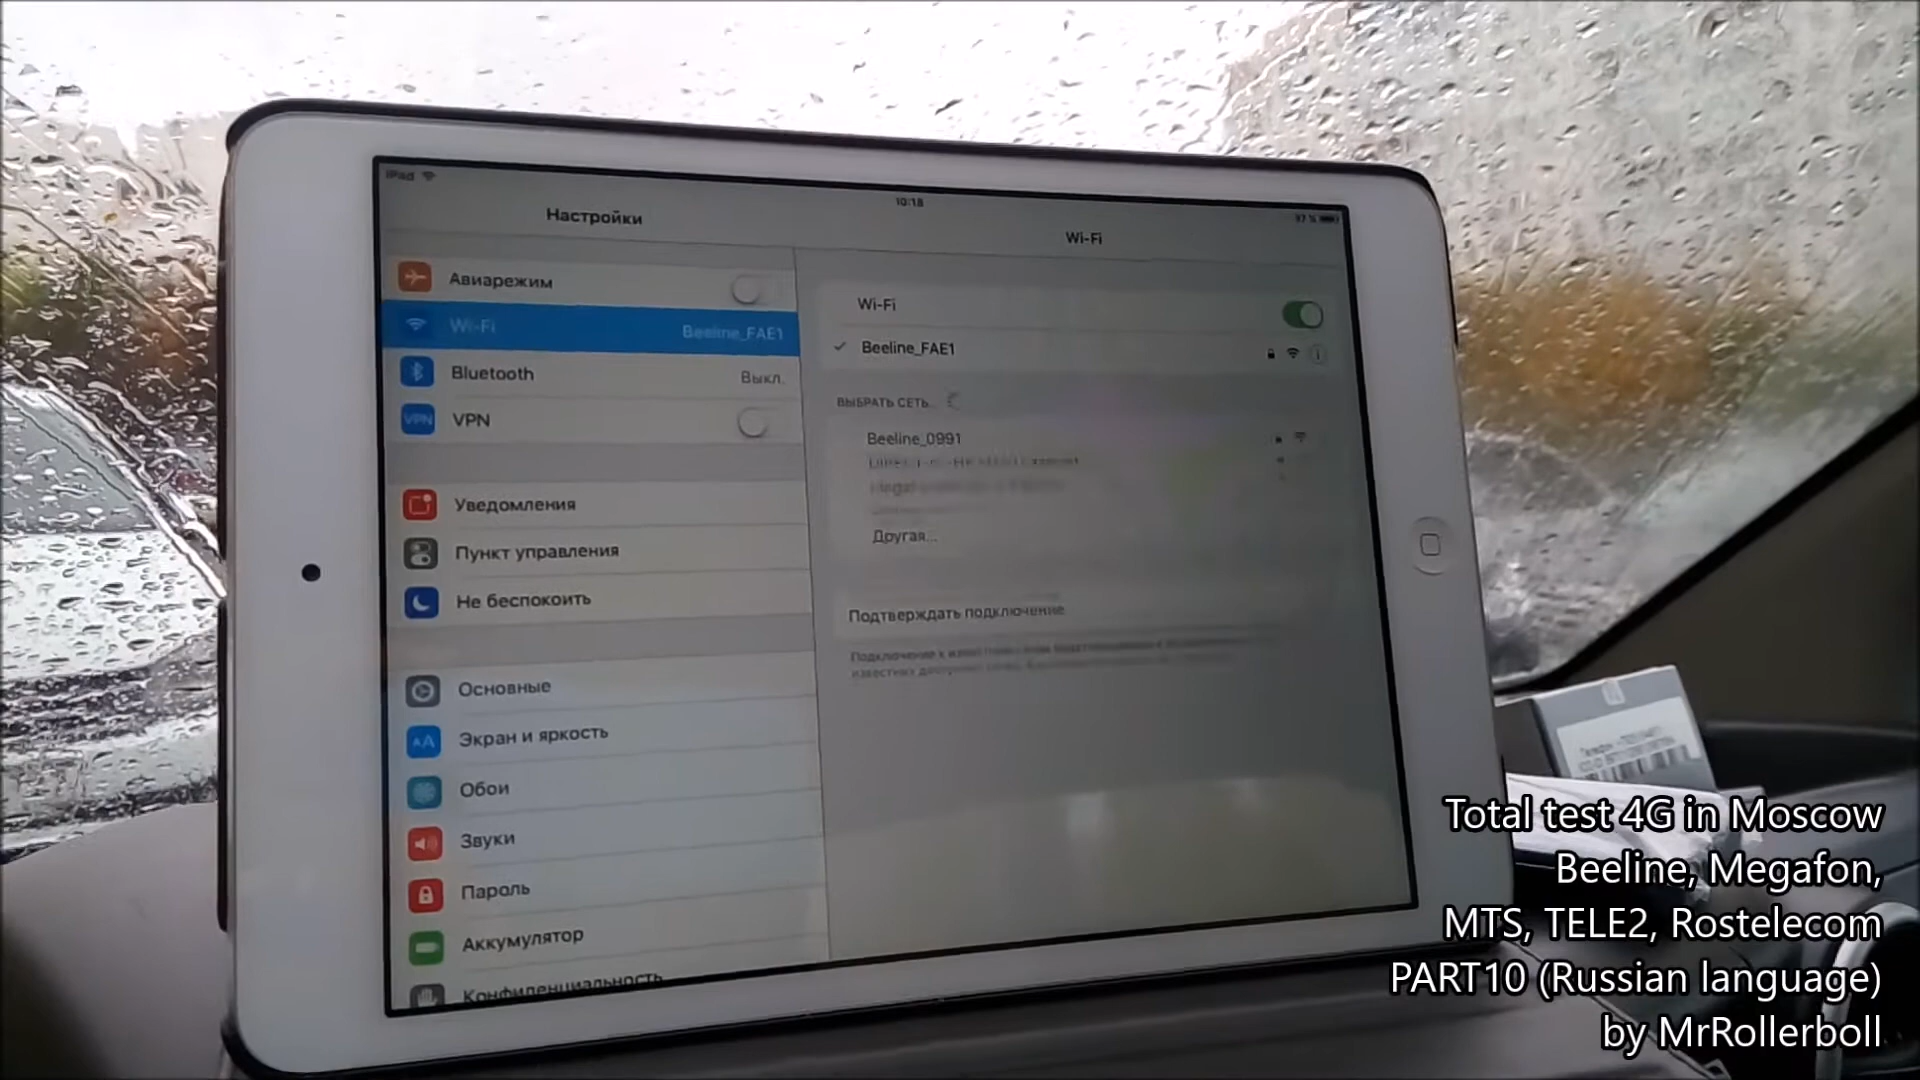 iPad
10:18
Настройки
Wi-Fi
Авиарежим
Wi-Fi Beeline_FAE1
Bluetooth Выкл.
VPN VPN
Уведомления
Пункт управления
Не беспокоить
Основные
AA Экран и яркость
Обои
Звуки
Пароль
Аккумулятор
Конфиденциальность
Wi-Fi
Beeline_FAE1
ВЫБРАТЬ СЕТЬ...
Beeline_0991
Другая...
Подтверждать подключение
Total test 4G in Moscow
Beeline, Megafon,
MTS, TELE2, Rostelecom
PART10 (Russian language)
by MrRollerboll